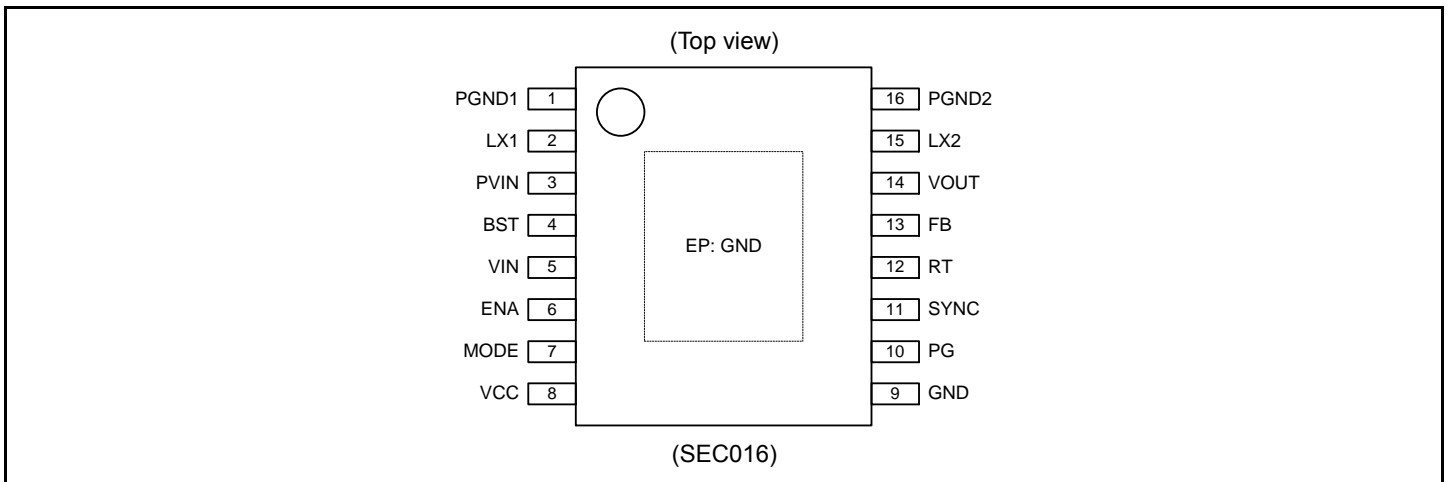 (Top view)
PGND1 1 16 PGND2
LX1 2 15 LX2
PVIN 3 14 VOUT
BST 4 13 FB
EP: GND
VIN 5 12 RT
ENA 6 11 SYNC
MODE 7 10 PG
VCC 8 9 GND
(SEC016)